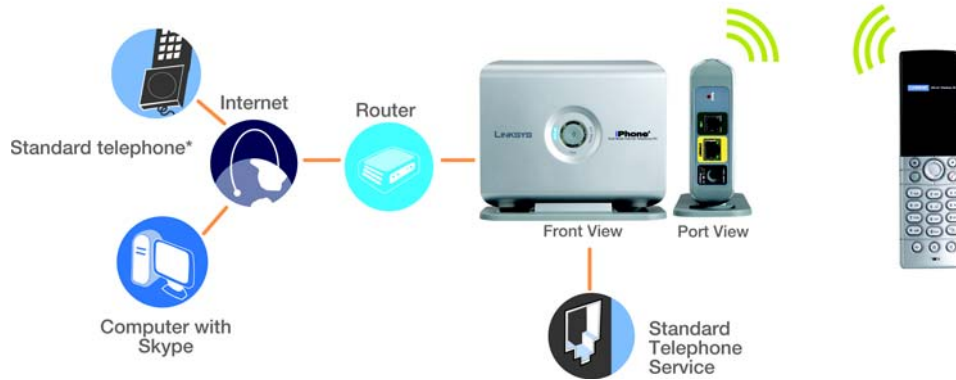 Internet
Router
Standard telephone*
LINKSYS
iPhone
Front View
Port View
Computer with
Skype
Standard
Telephone
Service